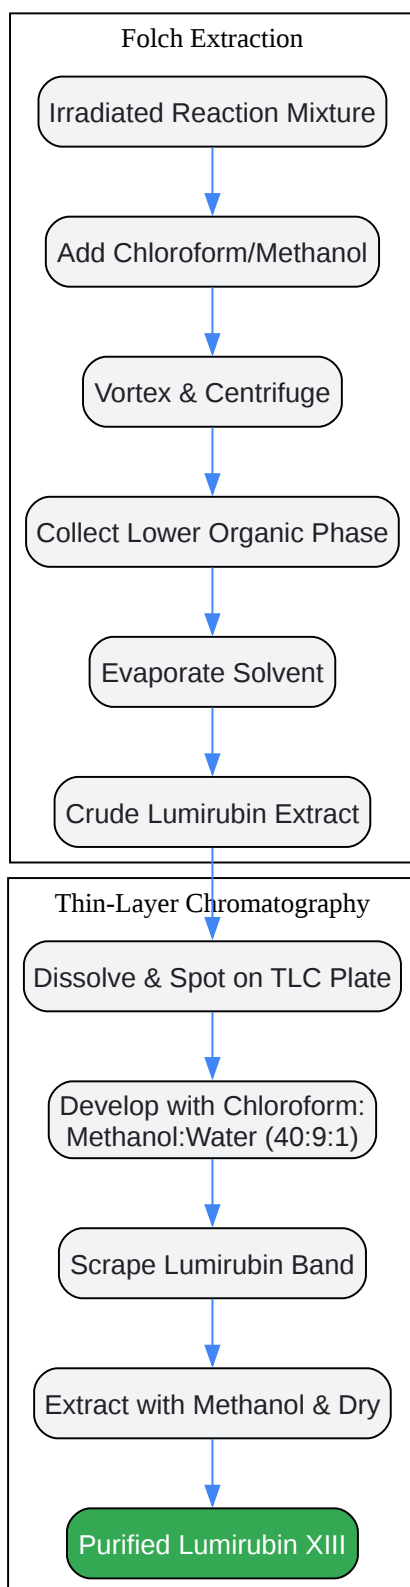 Folch Extraction
Irradiated Reaction Mixture
Add Chloroform/Methanol
Vortex & Centrifuge
Collect Lower Organic Phase
Evaporate Solvent
Crude Lumirubin Extract
Thin-Layer Chromatography
Dissolve & Spot on TLC Plate
Develop with Chloroform:
Methanol:Water (40:9:1)
Scrape Lumirubin Band
Extract with Methanol & Dry
Purified Lumirubin XIII